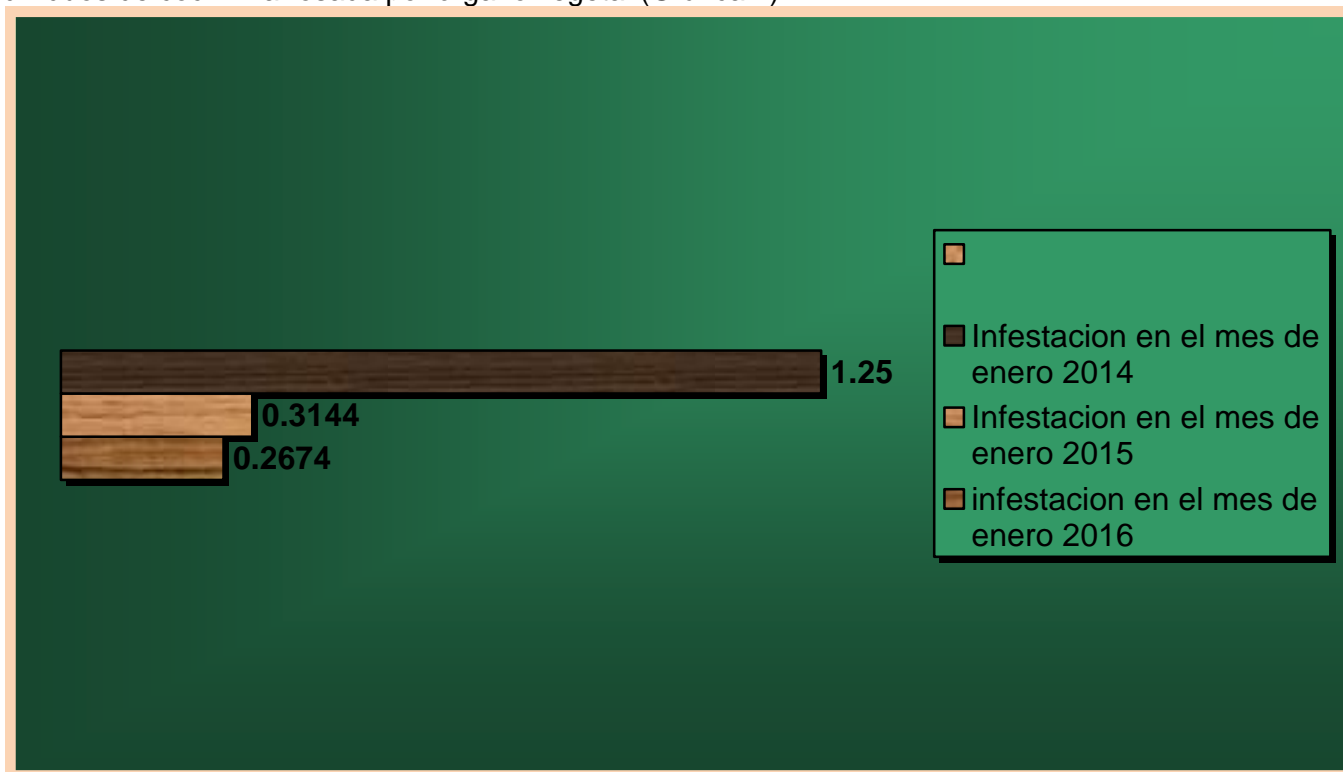 1.25
0.3144
0.2674
Infestacion en el mes de
enero 2014
Infestacion en el mes de
enero 2015
infestacion en el mes de
enero 2016